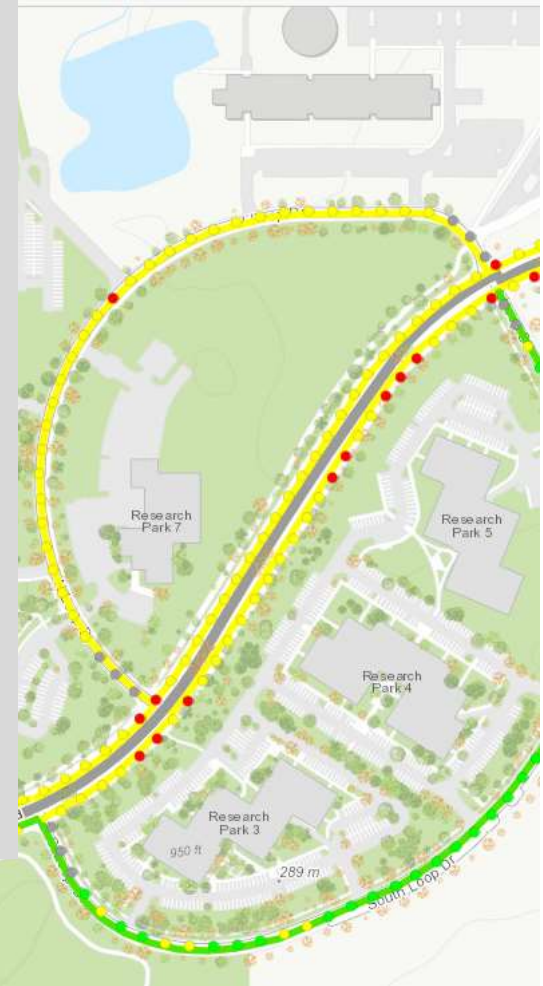 Research
Park 7
Research
Park 5
Research
Park 4
Research
Park 3
950 ft
289 m
South Loop Dr